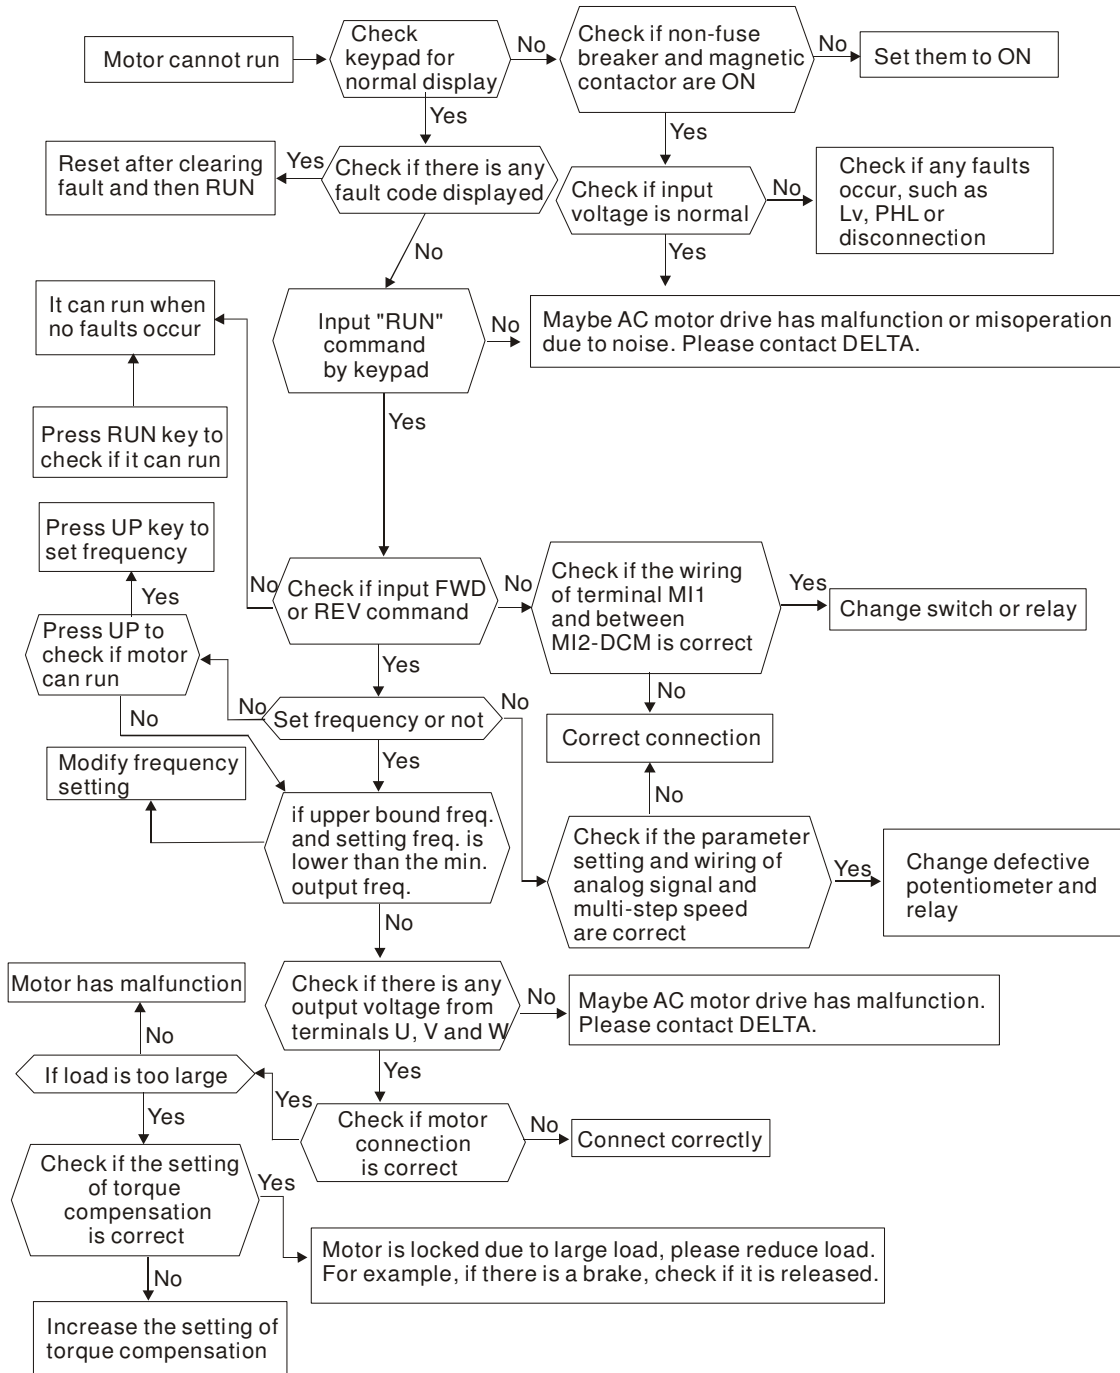 Motor cannot run
Check
keypad for
normal display
No
Check if non-fuse
breaker and magnetic
contactor are ON
No
Set them to ON
Yes
Yes
Reset after clearing
fault and then RUN
Yes
Check if there is any
fault code displayed
Check if input
voltage is normal
No
Check if any faults
occur, such as
Lv, PHL or
disconnection
No
Yes
It can run when
no faults occur
Input "RUN"
command
by keypad
No
Maybe AC motor drive has malfunction or misoperation
due to noise. Please contact DELTA.
Yes
Press RUN key to
check if it can run
Press UP key to
set frequency
No
Check if input FWD
or REV command
No
Check if the wiring
of terminal MI1
and between
MI2-DCM is correct
Yes
Change switch or relay
Yes
Press UP to
check if motor
can run
Yes
No
No
No
Set frequency or not
No
Correct connection
Yes
No
Modify frequency
setting
if upper bound freq.
and setting freq. is
lower than the min.
output freq.
Check if the parameter
setting and wiring of
analog signal and
multi-step speed
are correct
Yes
Change defective
potentiometer and
relay
No
Motor has malfunction
Check if there is any
output voltage from
terminals U, V and W
No
Maybe AC motor drive has malfunction.
Please contact DELTA.
No
Yes
If load is too large
Yes
Yes
Check if motor
connection
is correct
No
Connect correctly
Check if the setting
of torque
compensation
is correct
Yes
Motor is locked due to large load, please reduce load.
For example, if there is a brake, check if it is released.
No
Increase the setting of
torque compensation